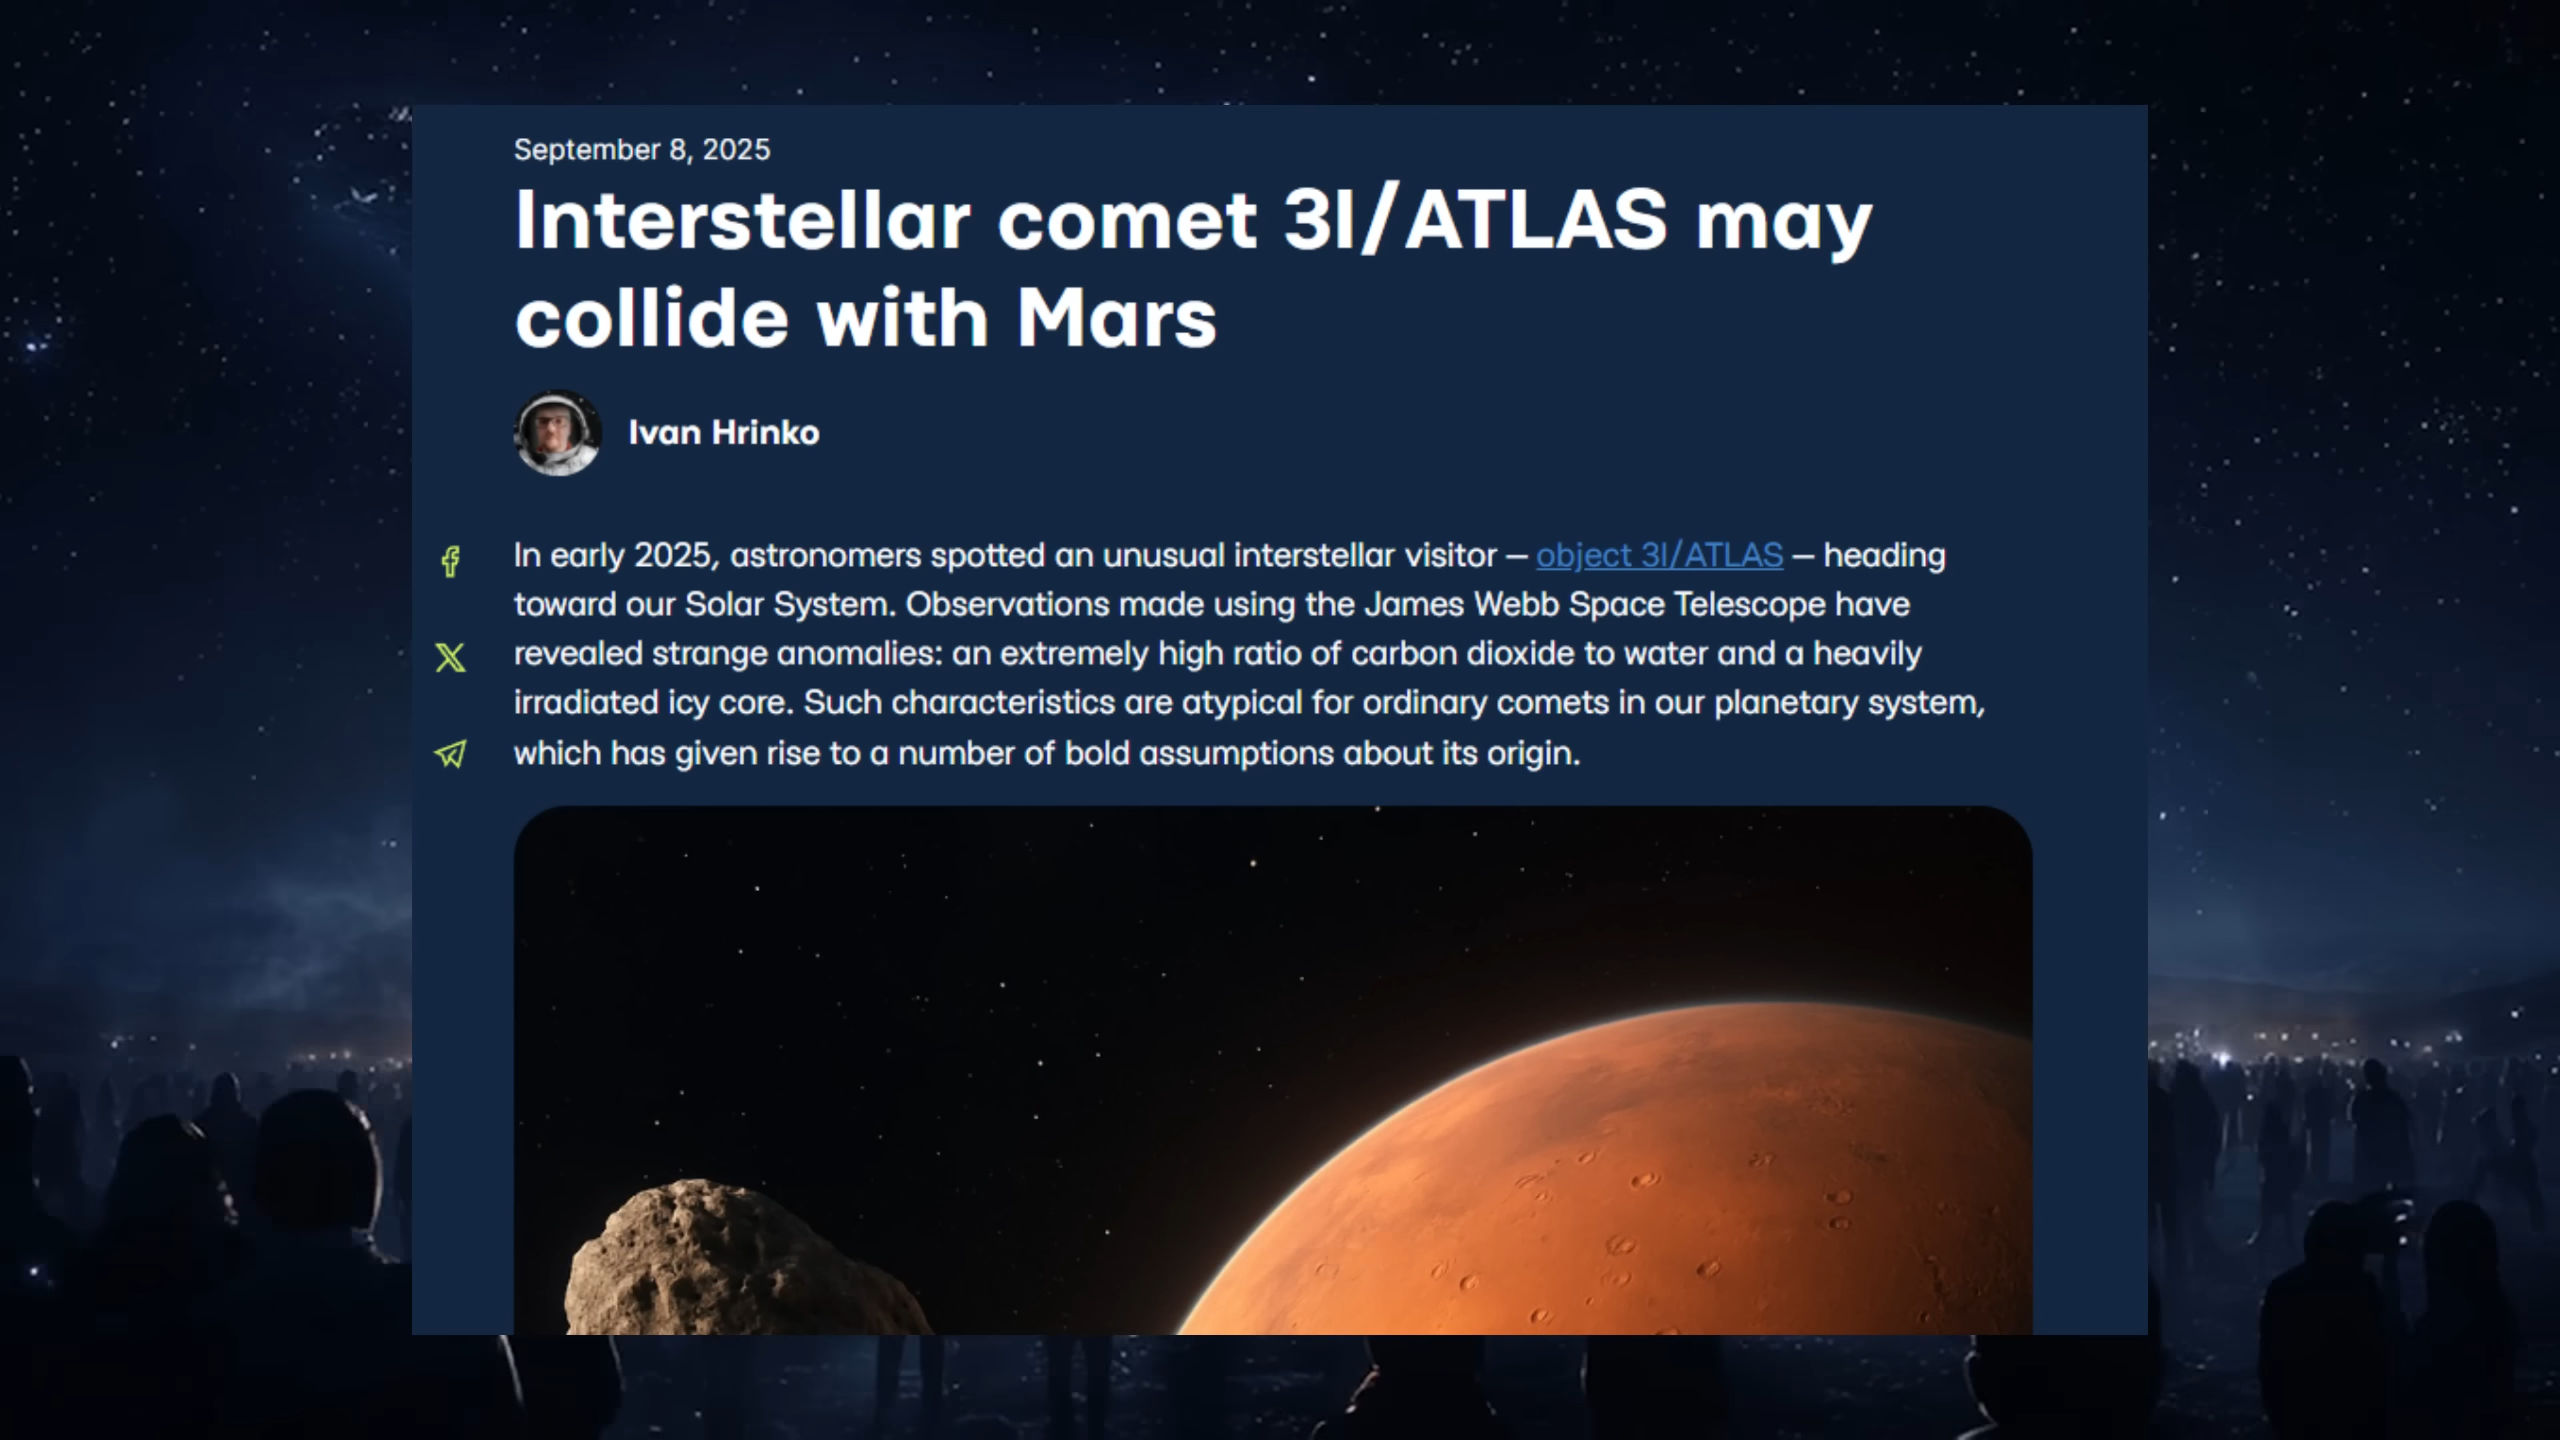 September 8, 2025
Interstellar comet 3I/ATLAS may
collide with Mars
Ivan Hrinko
In early 2025, astronomers spotted an unusual interstellar visitor — object 3I/ATLAS — heading
toward our Solar System. Observations made using the James Webb Space Telescope have
revealed strange anomalies: an extremely high ratio of carbon dioxide to water and a heavily
irradiated icy core. Such characteristics are atypical for ordinary comets in our planetary system,
which has given rise to a number of bold assumptions about its origin.